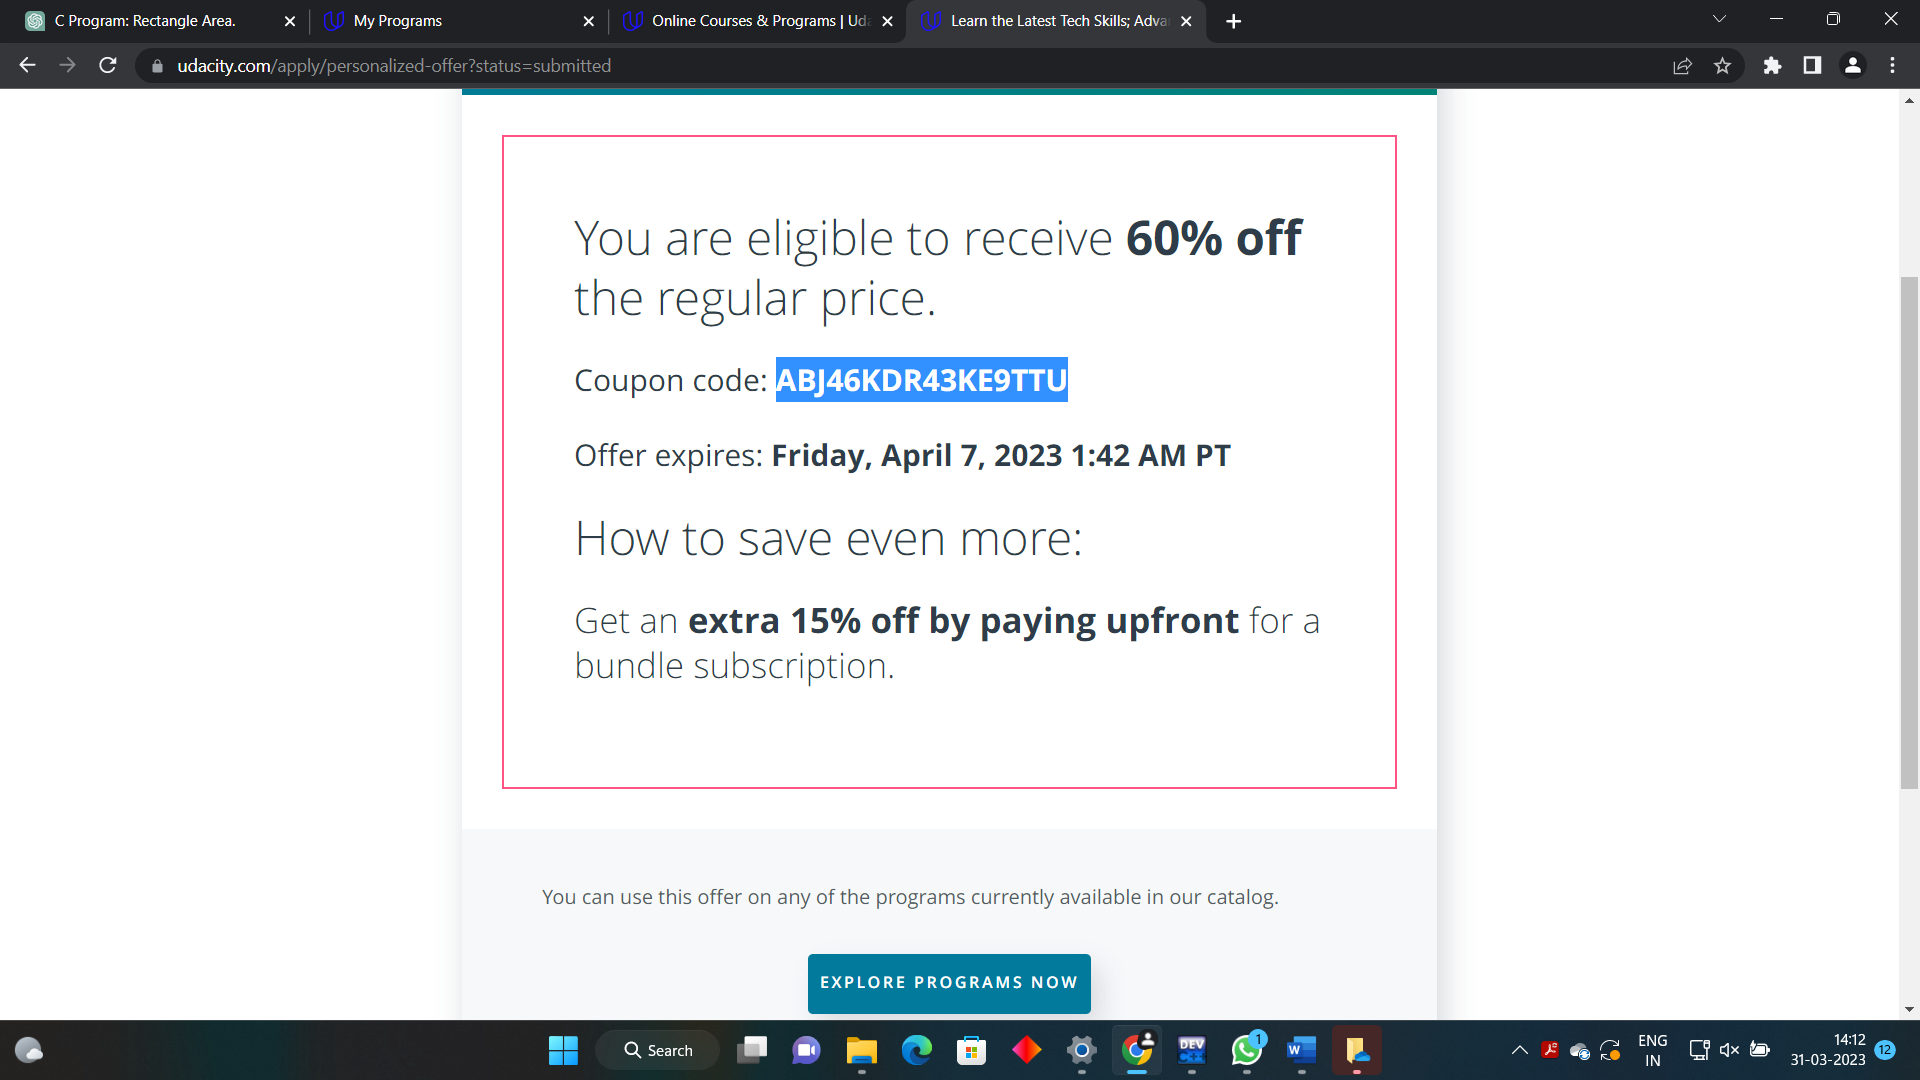 C Program: Rectangle Area.
My Programs
Online Courses & Programs | Uda
Learn the Latest Tech Skills; Adva
udacity.com/apply/personalized-offer?status=submitted
You are eligible to receive 60% off
the regular price.
Coupon code: ABJ46KDR43KE9TTU
Offer expires: Friday, April 7, 2023 1:42 AM PT
How to save even more:
Get an extra 15% off by paying upfront for a
bundle subscription.
You can use this offer on any of the programs currently available in our catalog.
EXPLORE PROGRAMS NOW
Search
DEV
C++
1
W
ENG
IN
14:12
31-03-2023
12